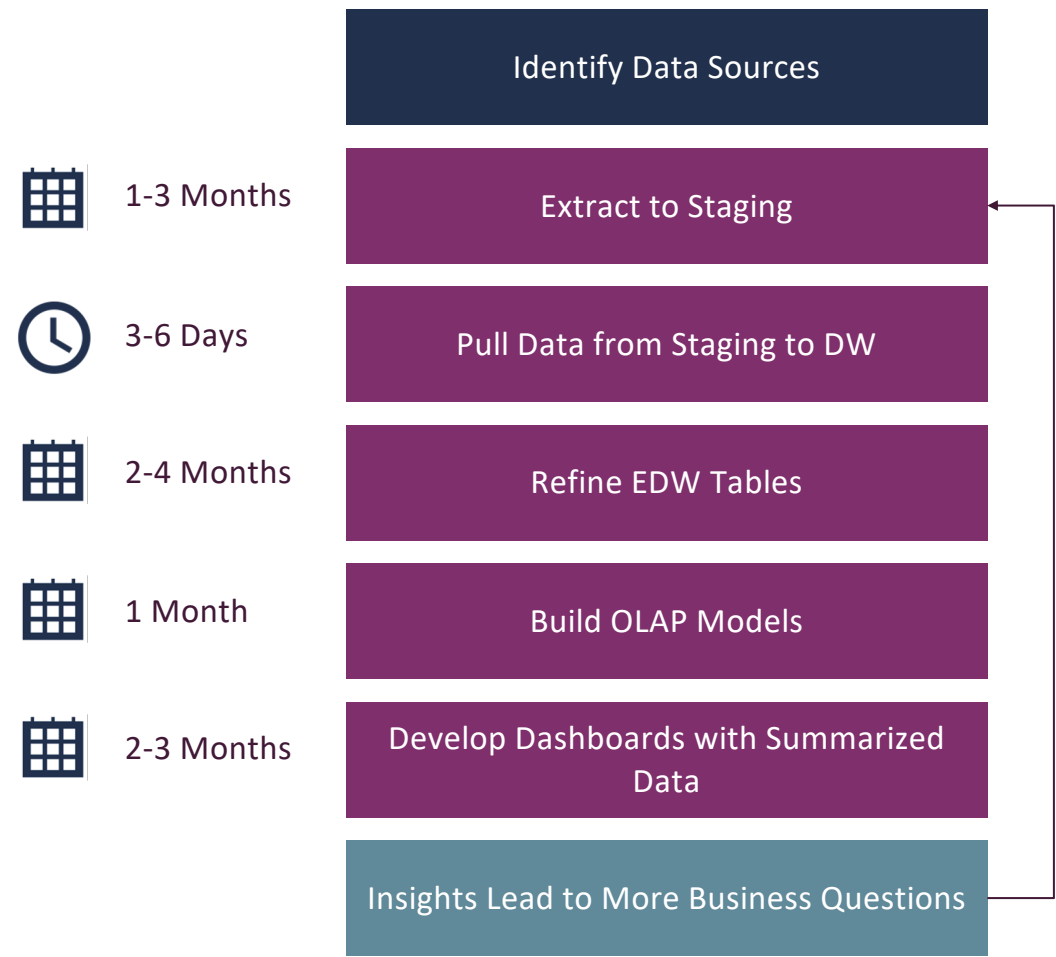 Identify Data Sources
1-3 Months
Extract to Staging
3-6 Days
Pull Data from Staging to DW
2-4 Months
Refine EDW Tables
1 Month
Build OLAP Models
2-3 Months
Develop Dashboards with Summarized
Data
Insights Lead to More Business Questions